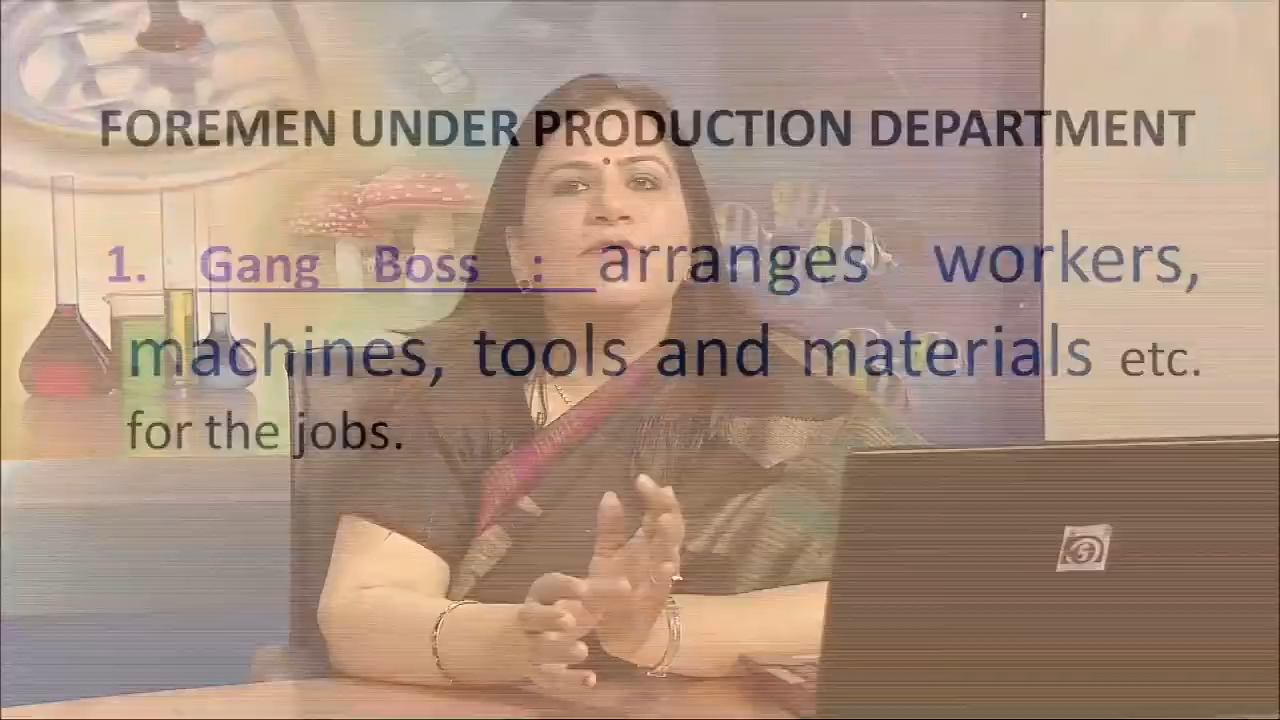 FOREMEN UNDER PRODUCTION DEPARTMENT
1. Gang Boss : arranges workers,
machines, tools and materials etc.
for the jobs.